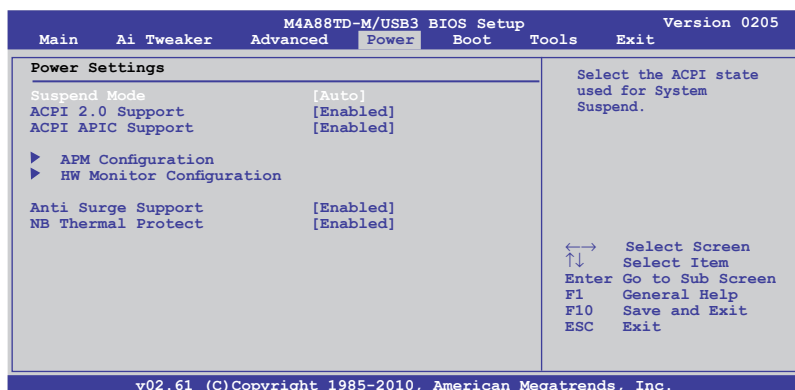 M4A88TD-M/USB3 BIOS Setup Version 0205
Main Ai Tweaker Advanced Power Boot Tools Exit
Power Settings
Suspend Mode [Auto]
ACPI 2.0 Support [Enabled]
ACPI APIC Support [Enabled]
▶ APM Configuration
▶ HW Monitor Configuration
Anti Surge Support [Enabled]
NB Thermal Protect [Enabled]
Select the ACPI state
used for System
Suspend.
←→ Select Screen
↑↓ Select Item
Enter Go to Sub Screen
F1 General Help
F10 Save and Exit
ESC Exit
v02.61 (C)Copyright 1985-2010, American Megatrends, Inc.